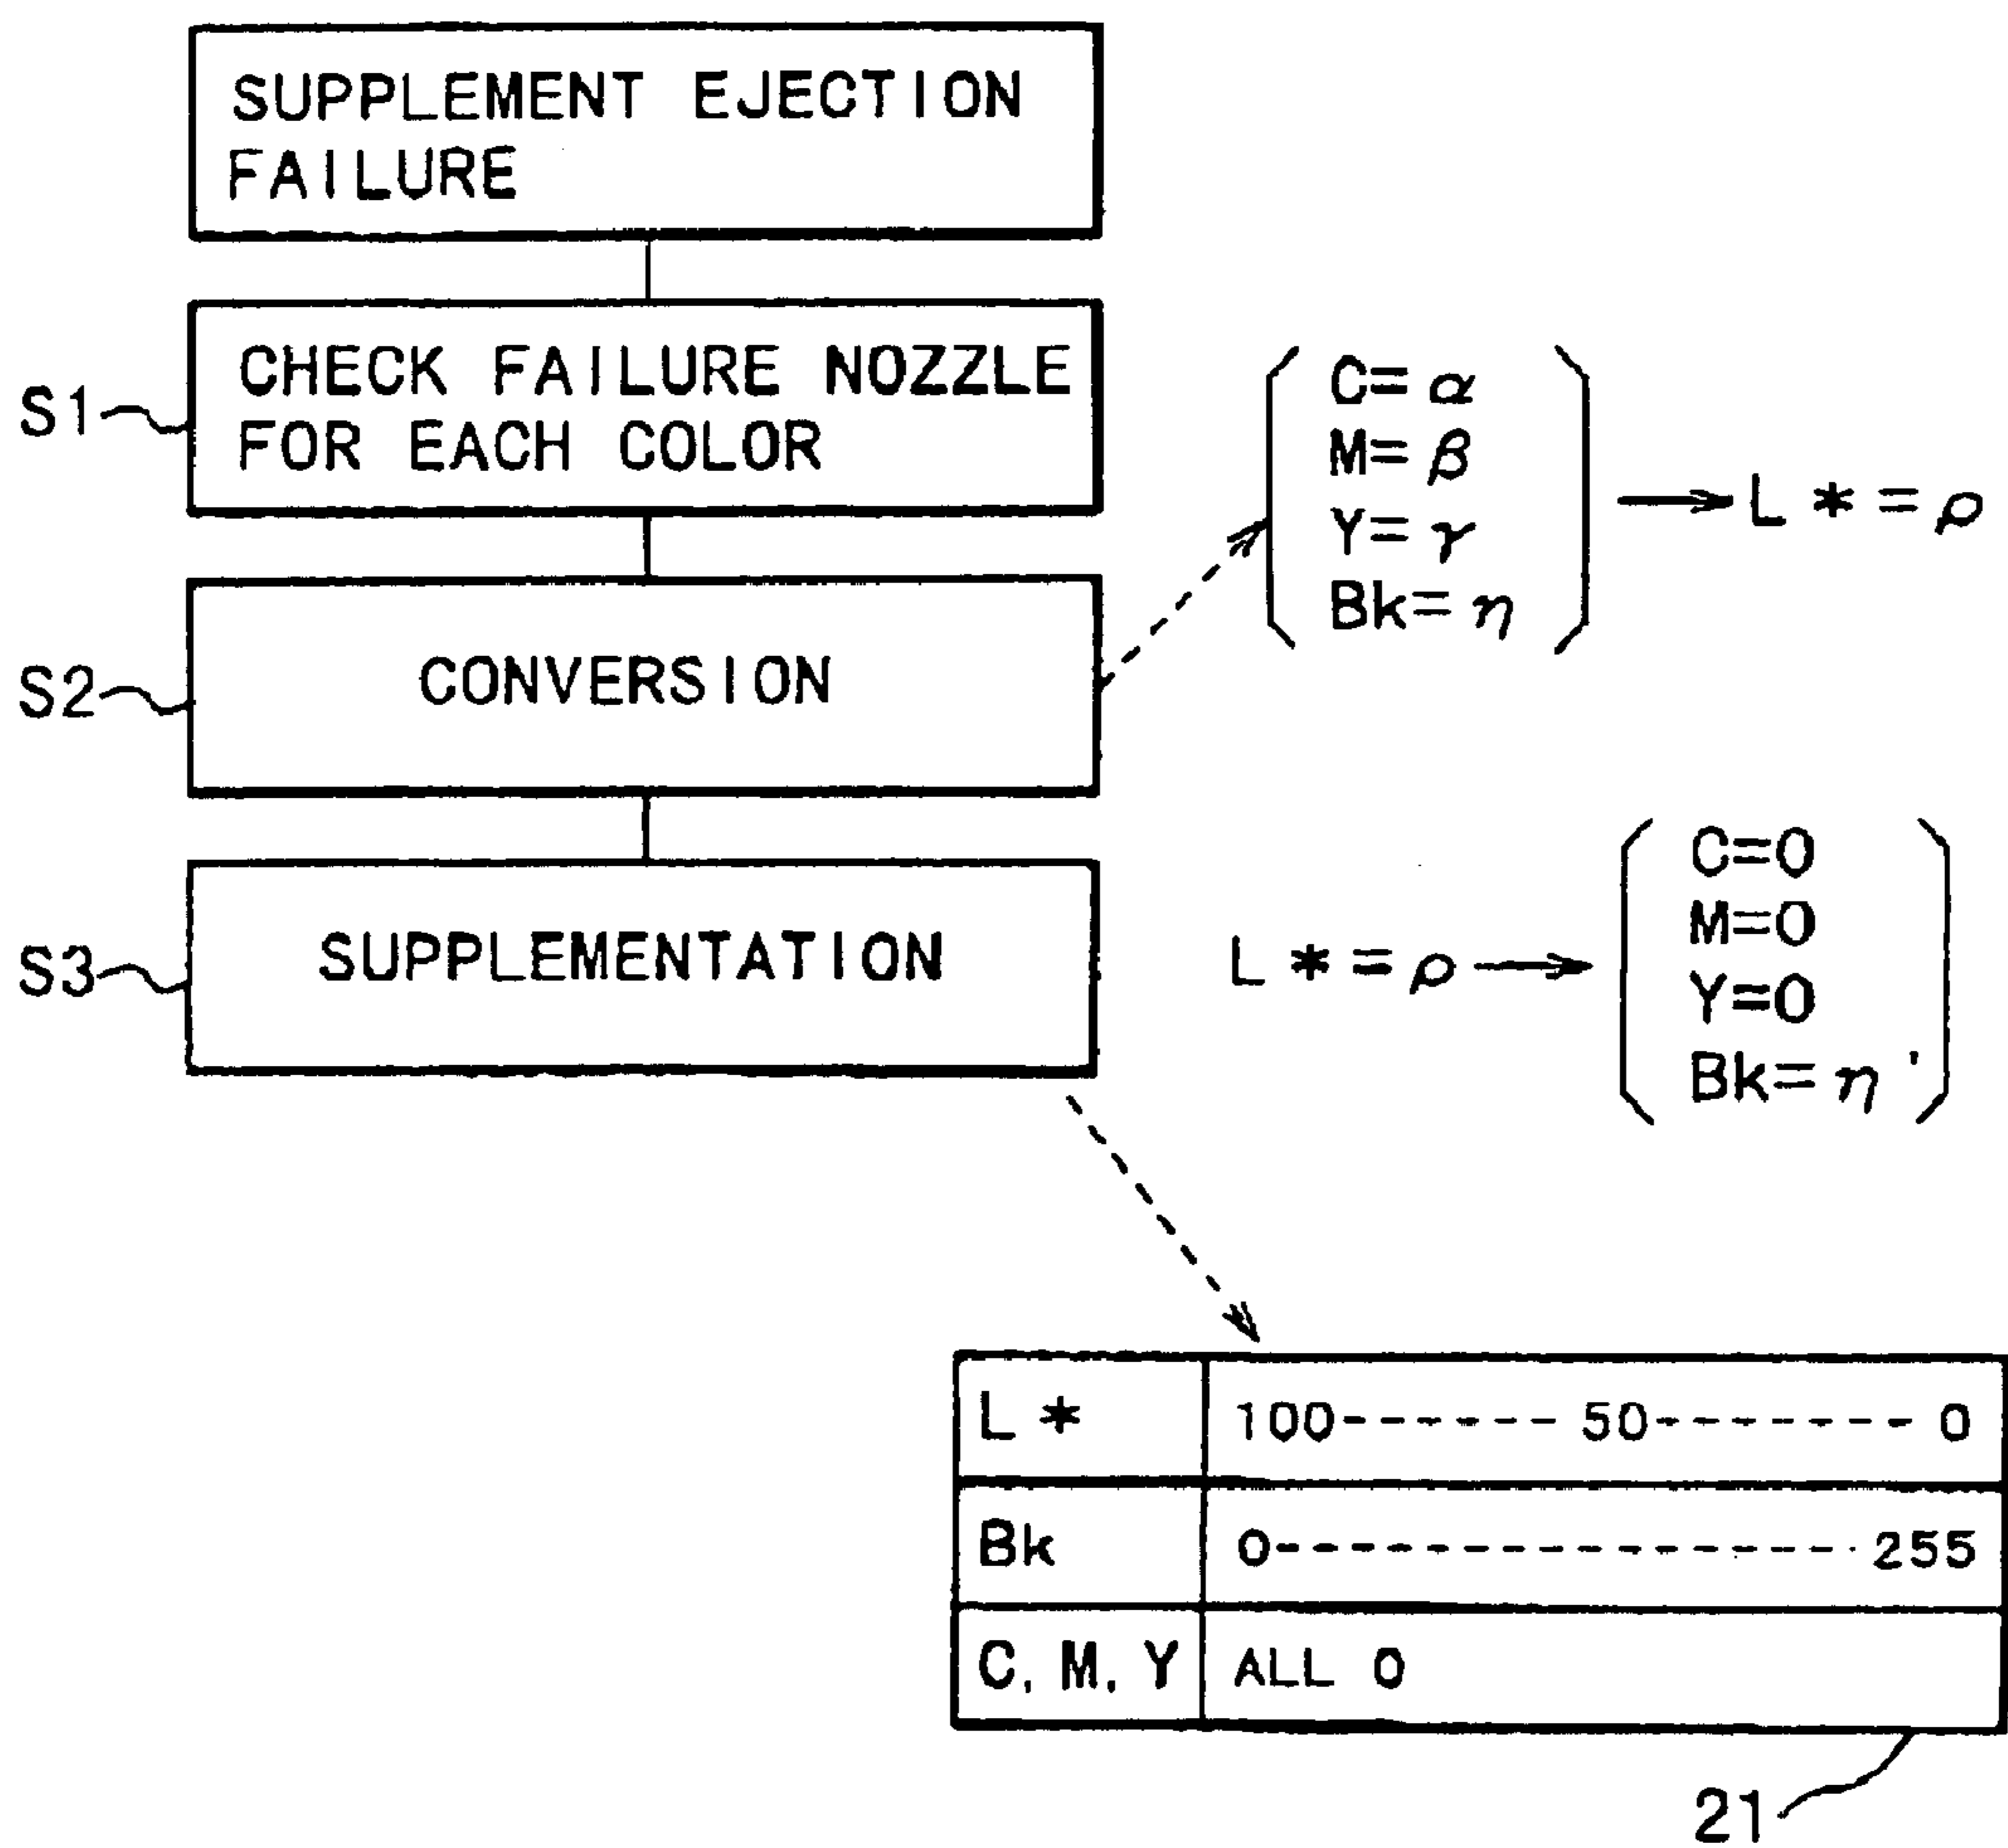 SUPPLEMENT EJECTION
FAILURE
S1
CHECK FAILURE NOZZLE
FOR EACH COLOR
C=α
M=β
Y=γ
Bk=η
L*=ρ
S2
CONVERSION
S3
SUPPLEMENTATION
L*=ρ
C=0
M=0
Y=0
Bk=η'
L* 100------50-------0
Bk 0----------------255
C, M, Y ALL 0
21